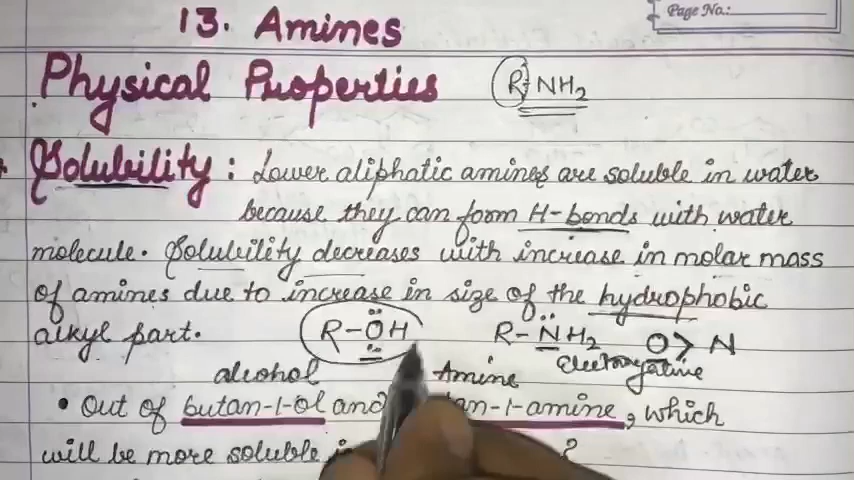 Page No.:
13. Amines
Physical Properties R-NH₂
Solubility : Lower aliphatic amines are soluble in water
because they can form H-bonds with water
molecule. Solubility decreases with increase in molar mass
of amines due to increase in size of the hydrophobic
alkyl part. R-ÖH R-N̈H₂ O > N
Electronegative
alcohol Amine
• Out of butan-1-ol and tan-1-amine, which
will be more soluble ?